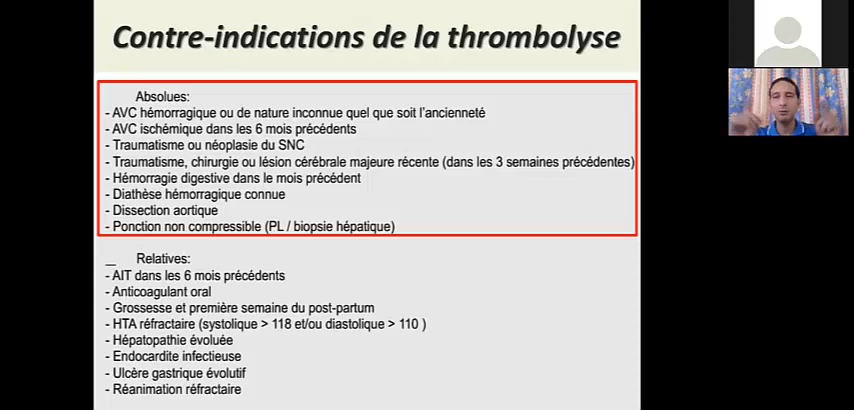 Contre-indications de la thrombolyse
Absolues:
- AVC hémorragique ou de nature inconnue quel que soit l'ancienneté
- AVC ischémique dans les 6 mois précédents
- Traumatisme ou néoplasie du SNC
- Traumatisme, chirurgie ou lésion cérébrale majeure récente (dans les 3 semaines précédentes)
- Hémorragie digestive dans le mois précédent
- Diathèse hémorragique connue
- Dissection aortique
- Ponction non compressible (PL / biopsie hépatique)
_ Relatives:
- AIT dans les 6 mois précédents
- Anticoagulant oral
- Grossesse et première semaine du post-partum
- HTA réfractaire (systolique > 118 et/ou diastolique > 110 )
- Hépatopathie évoluée
- Endocardite infectieuse
- Ulcère gastrique évolutif
- Réanimation réfractaire